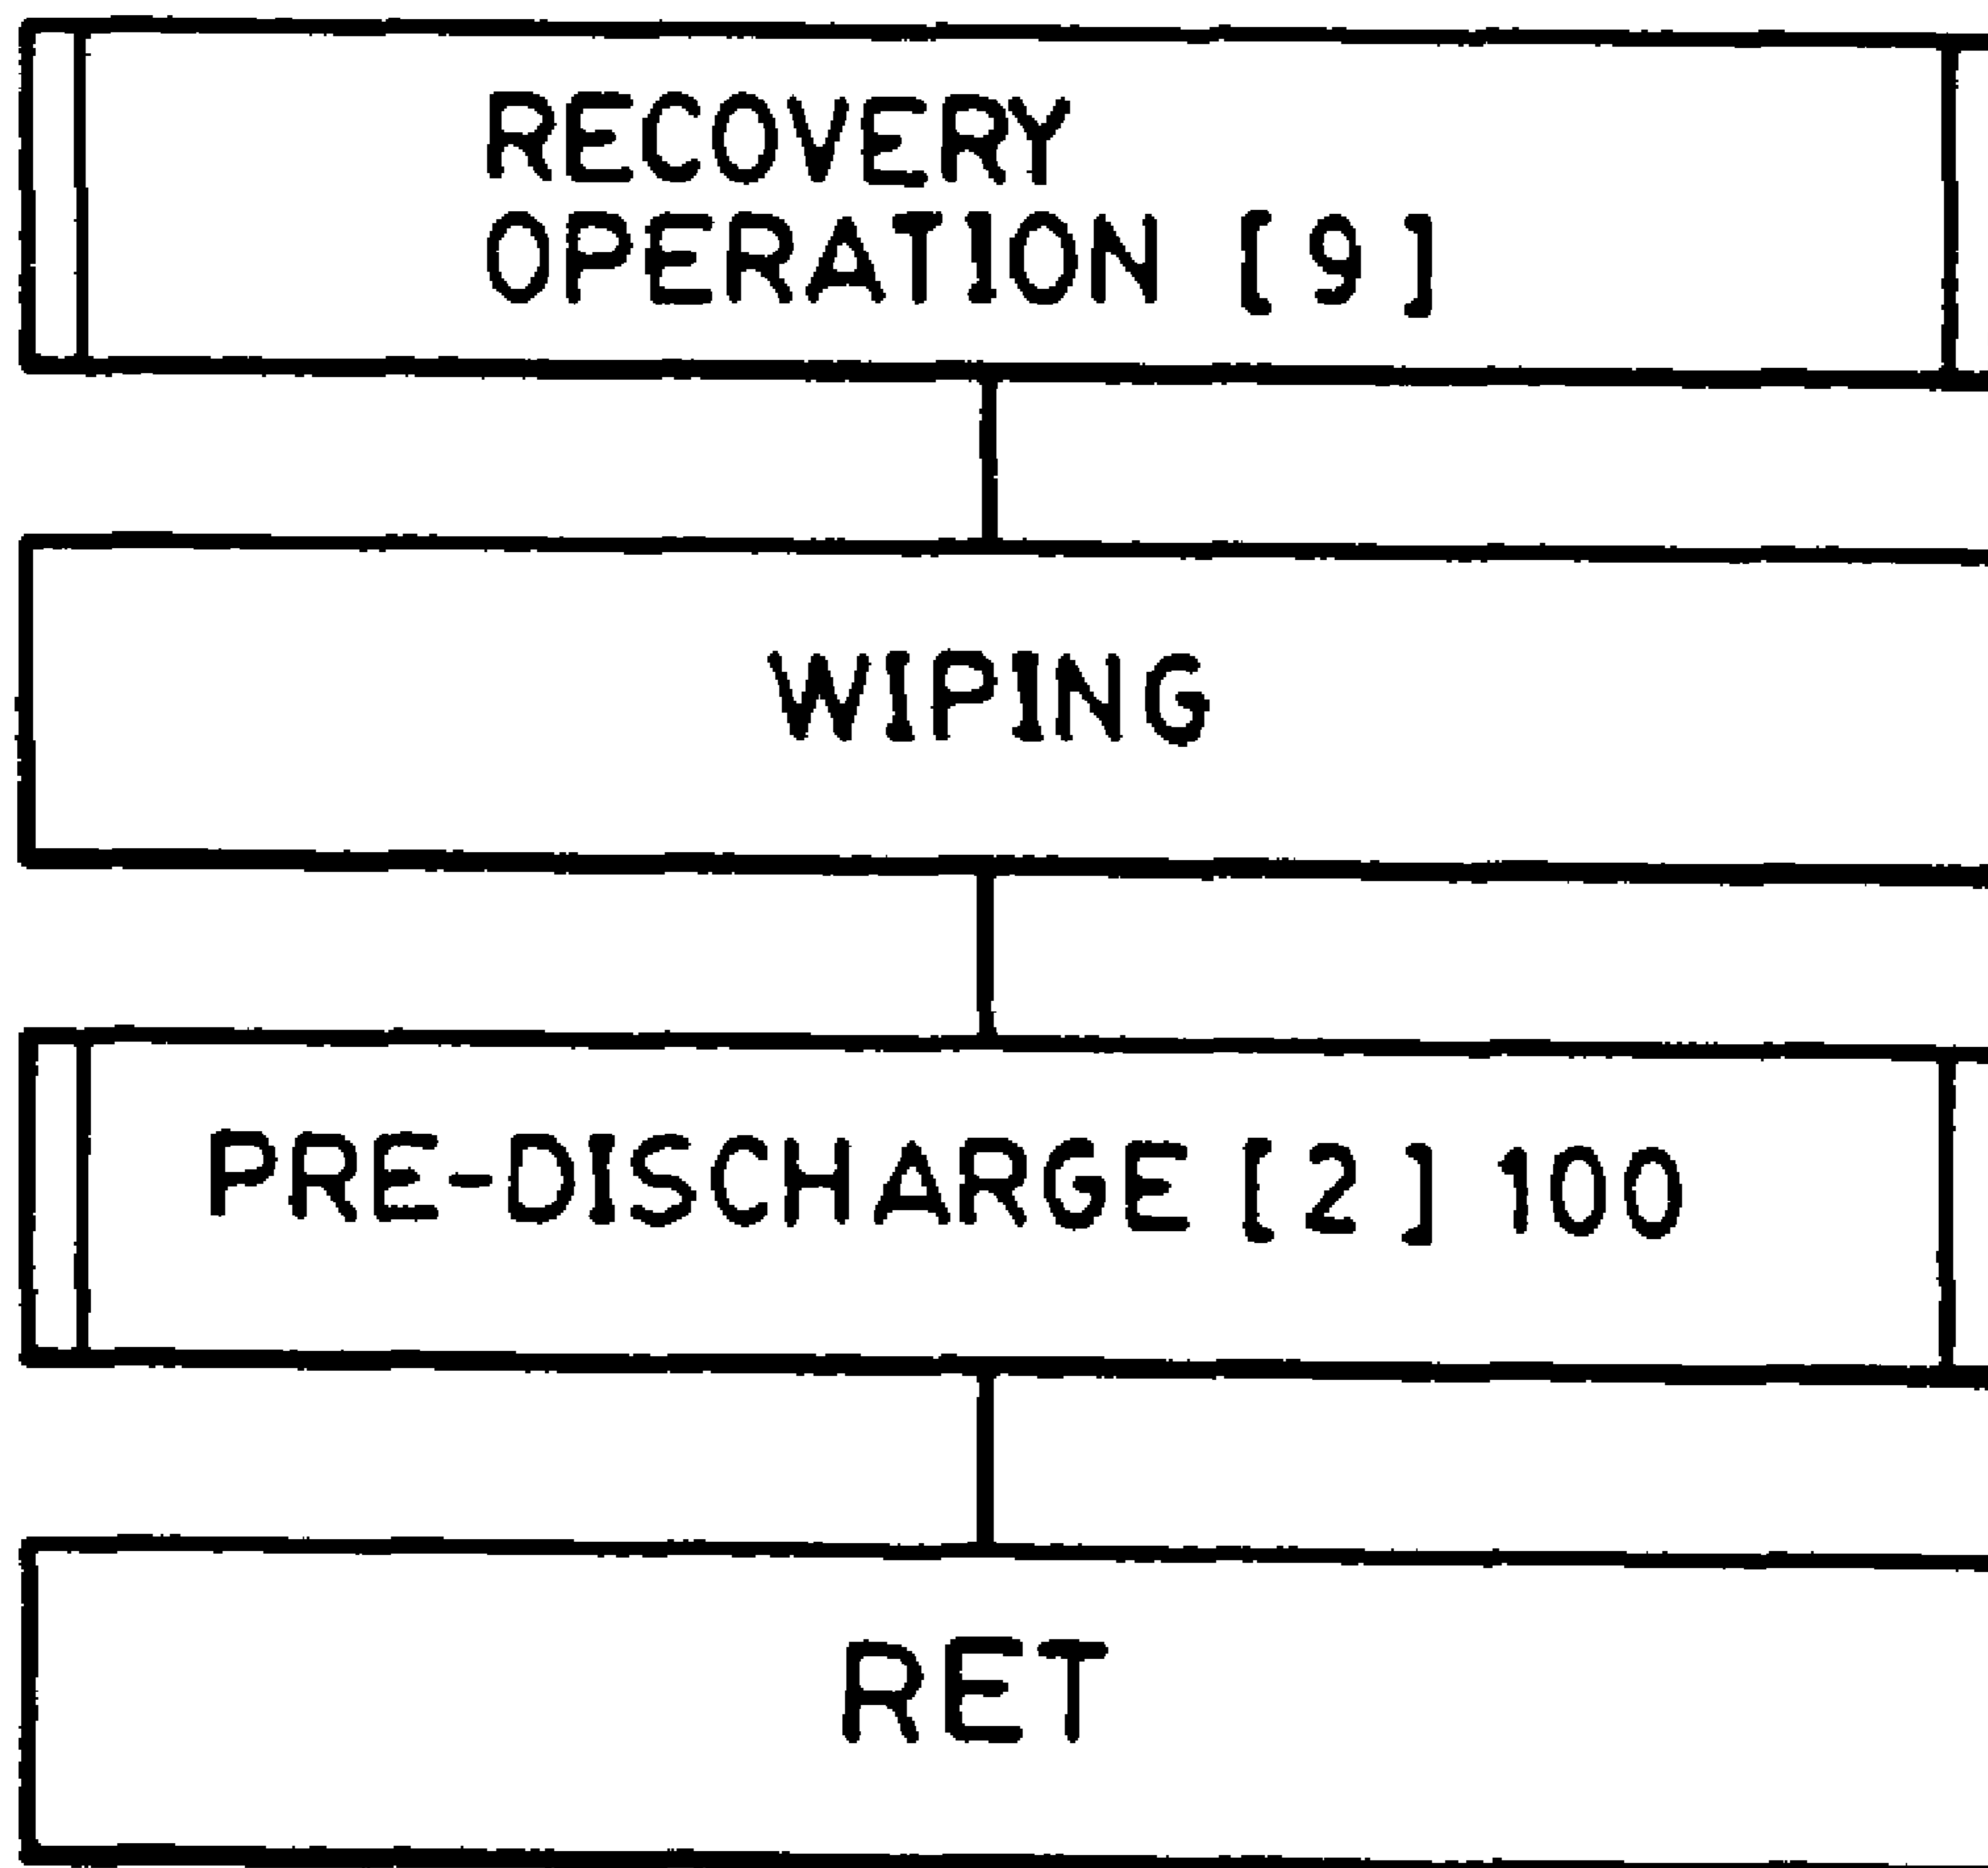 RECOVERY
OPERATION [ 9 ]
WIPING
PRE-DISCHARGE [ 2 ] 100
RET